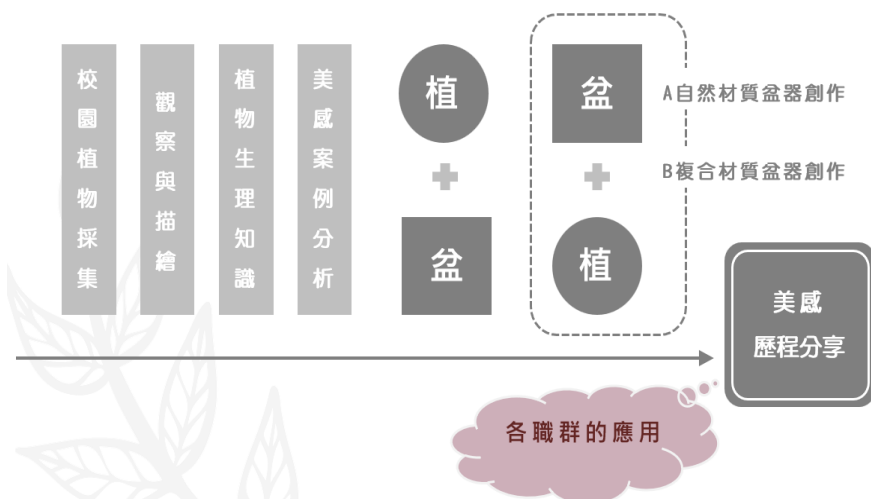 校園植物採集
觀察與描繪
植物生理知識
美感案例分析
植
盆
盆
植
A自然材質盆器創作
B複合材質盆器創作
美感
歷程分享
各職群的應用